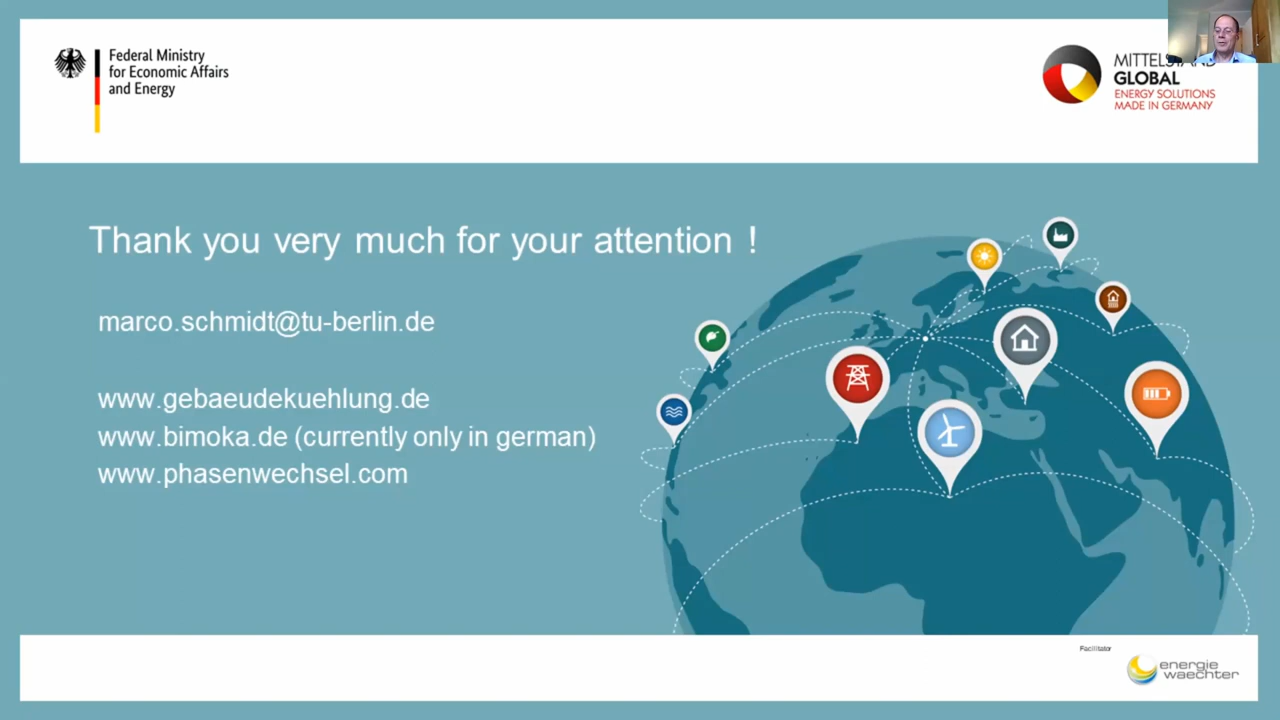 Federal Ministry
for Economic Affairs
and Energy
MITTELSTAND
GLOBAL
ENERGY SOLUTIONS
MADE IN GERMANY
Thank you very much for your attention !
marco.schmidt@tu-berlin.de
www.gebaeudekuehlung.de
www.bimoka.de (currently only in german)
www.phasenwechsel.com
Facilitator
energie
waechter